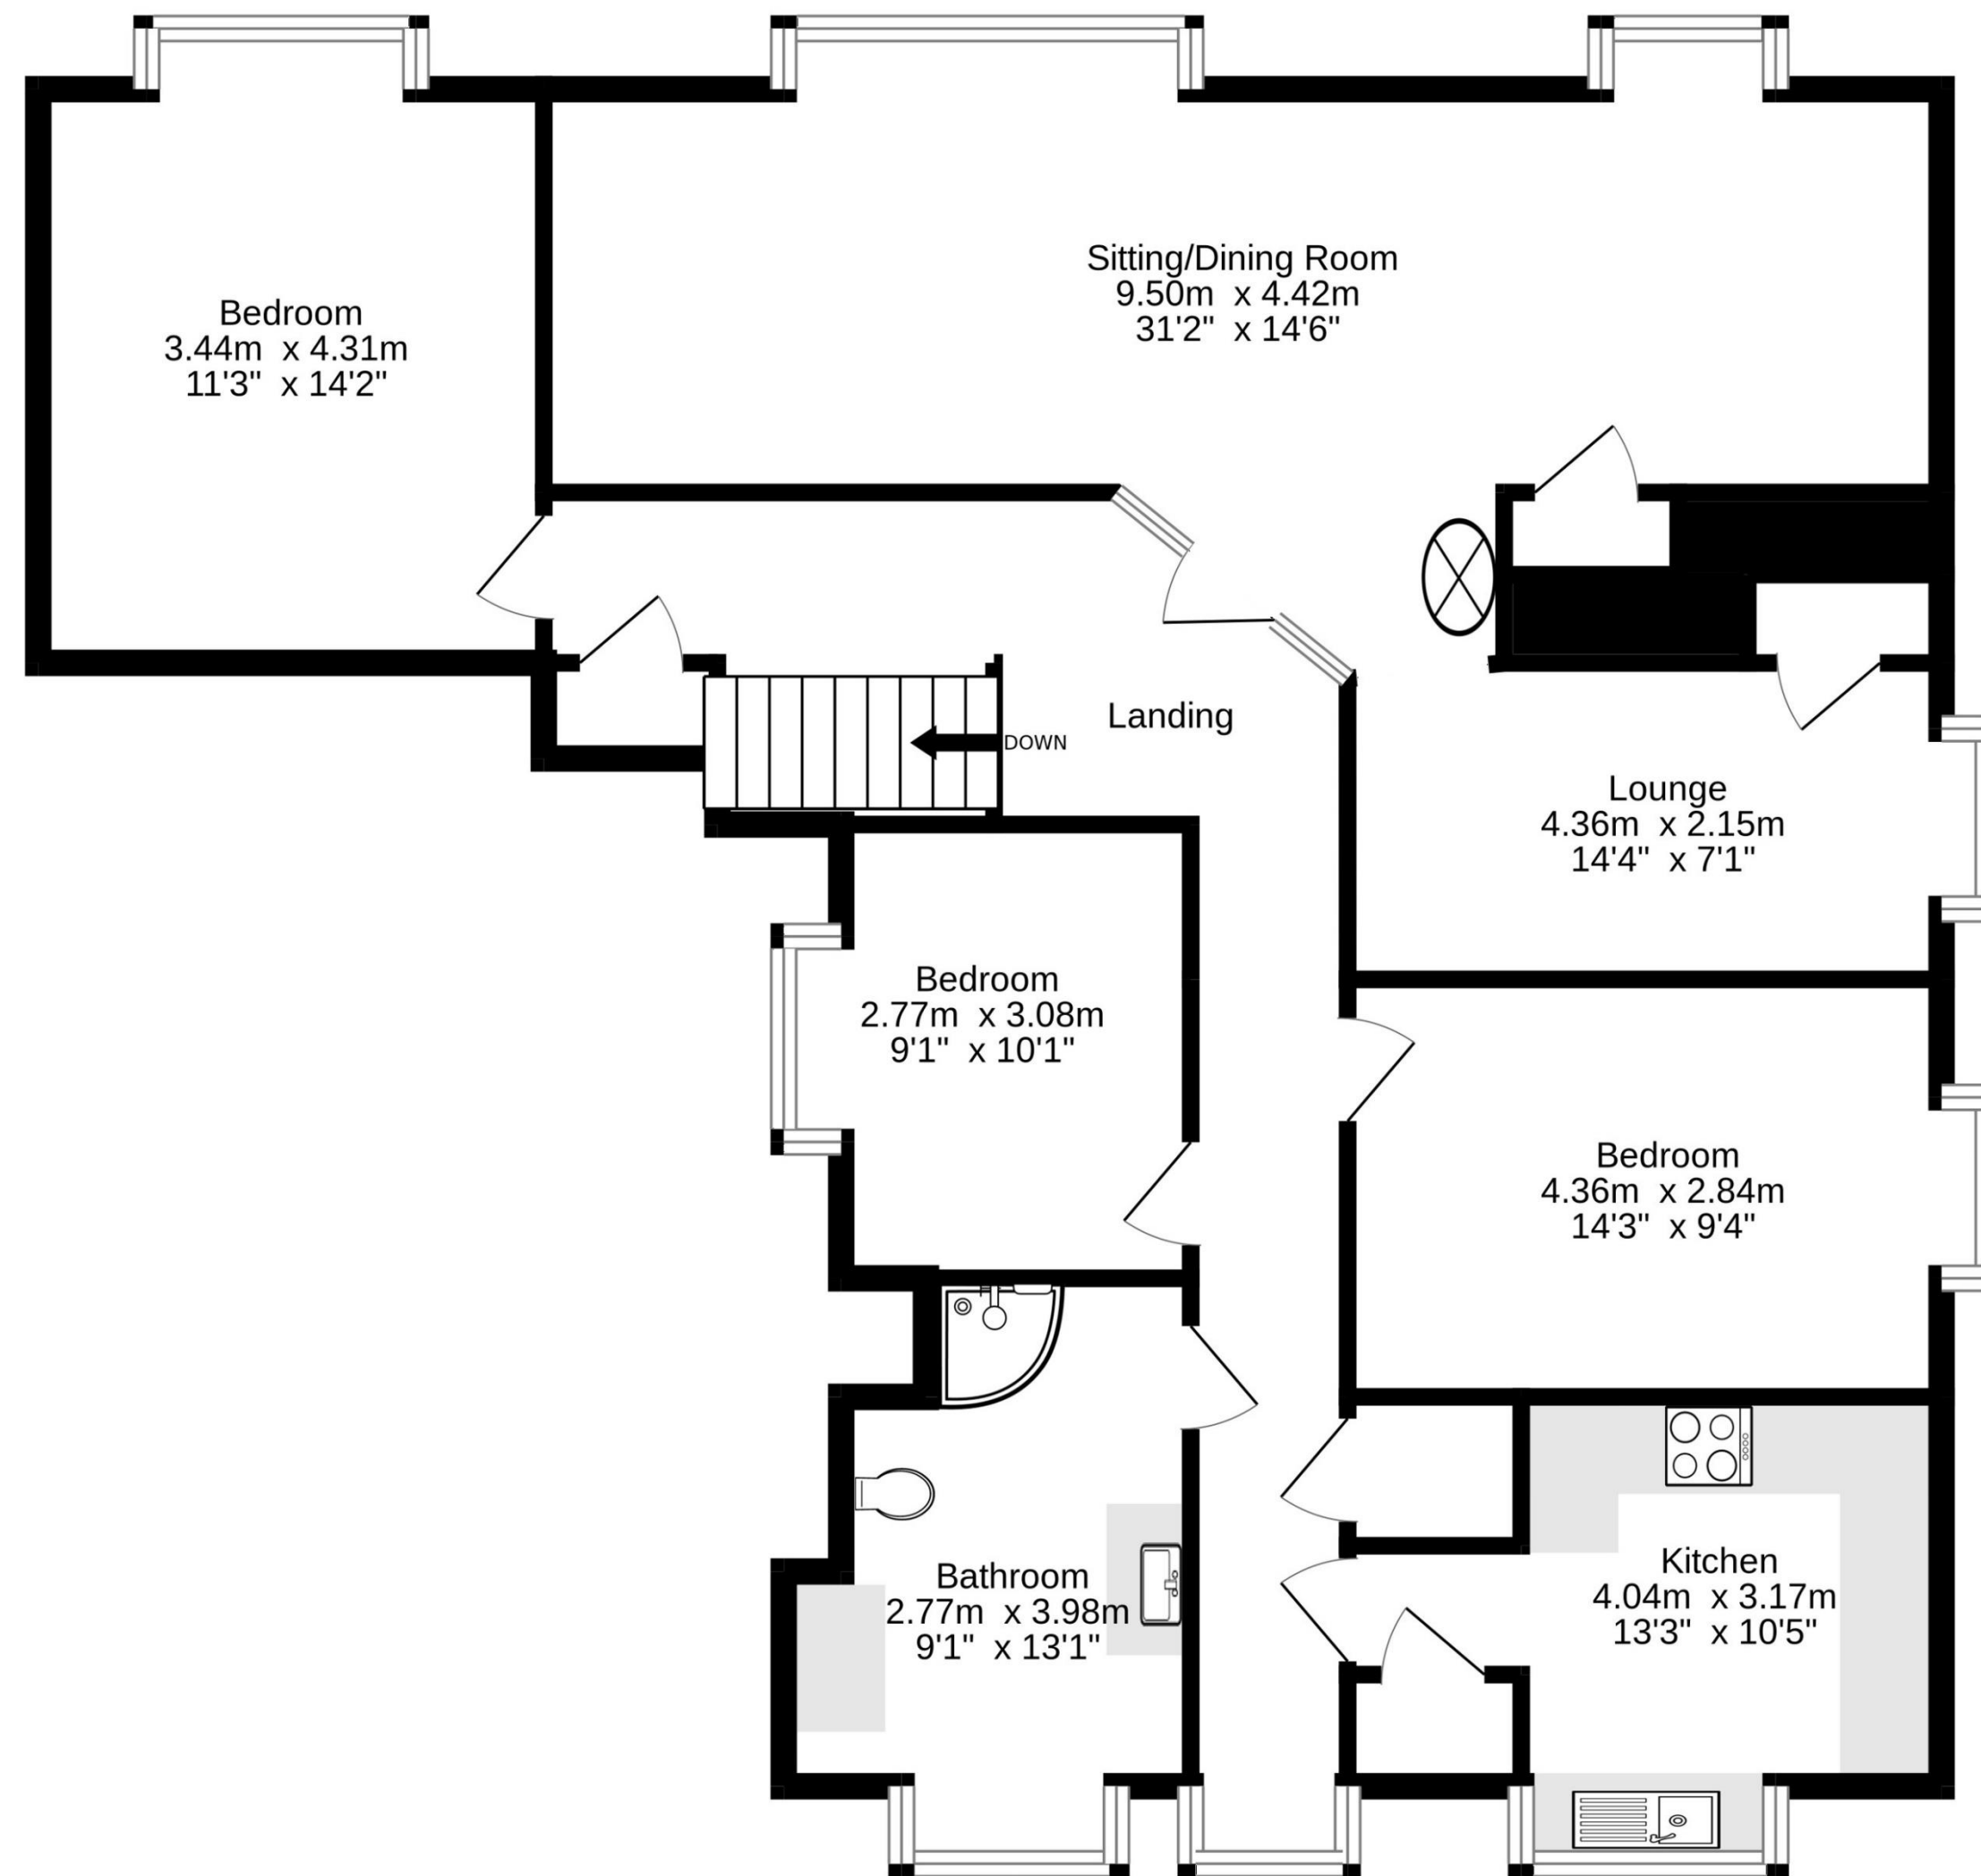 Sitting/Dining Room
9.50m x 4.42m
31'2" x 14'6"
Bedroom
3.44m x 4.31m
11'3" x 14'2"
Landing
DOWN
Lounge
4.36m x 2.15m
14'4" x 7'1"
Bedroom
2.77m x 3.08m
9'1" x 10'1"
Bedroom
4.36m x 2.84m
14'3" x 9'4"
Kitchen
4.04m x 3.17m
13'3" x 10'5"
Bathroom
2.77m x 3.98m
9'1" x 13'1"